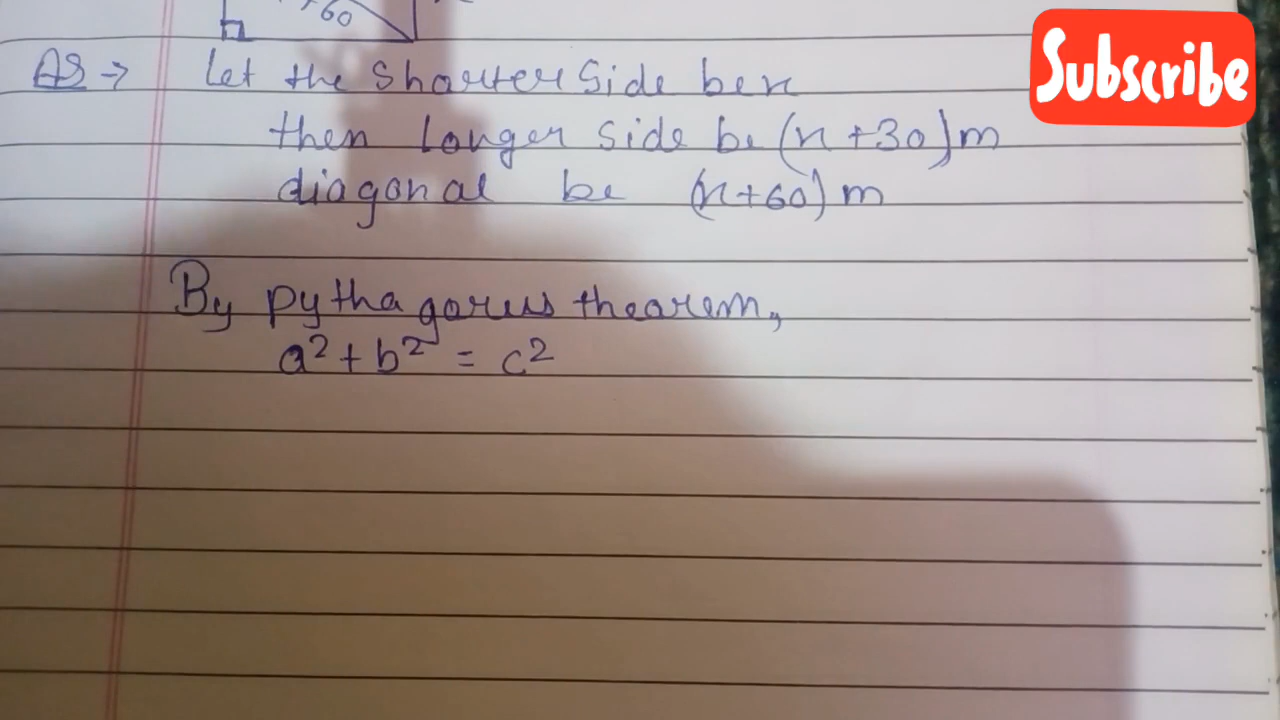 +60
AS → Let the Shorter Side be x
then longer side be (x +30)m
diagonal be (x+60)m
By pythagorus thearem,
a² + b² = c²
Subscribe